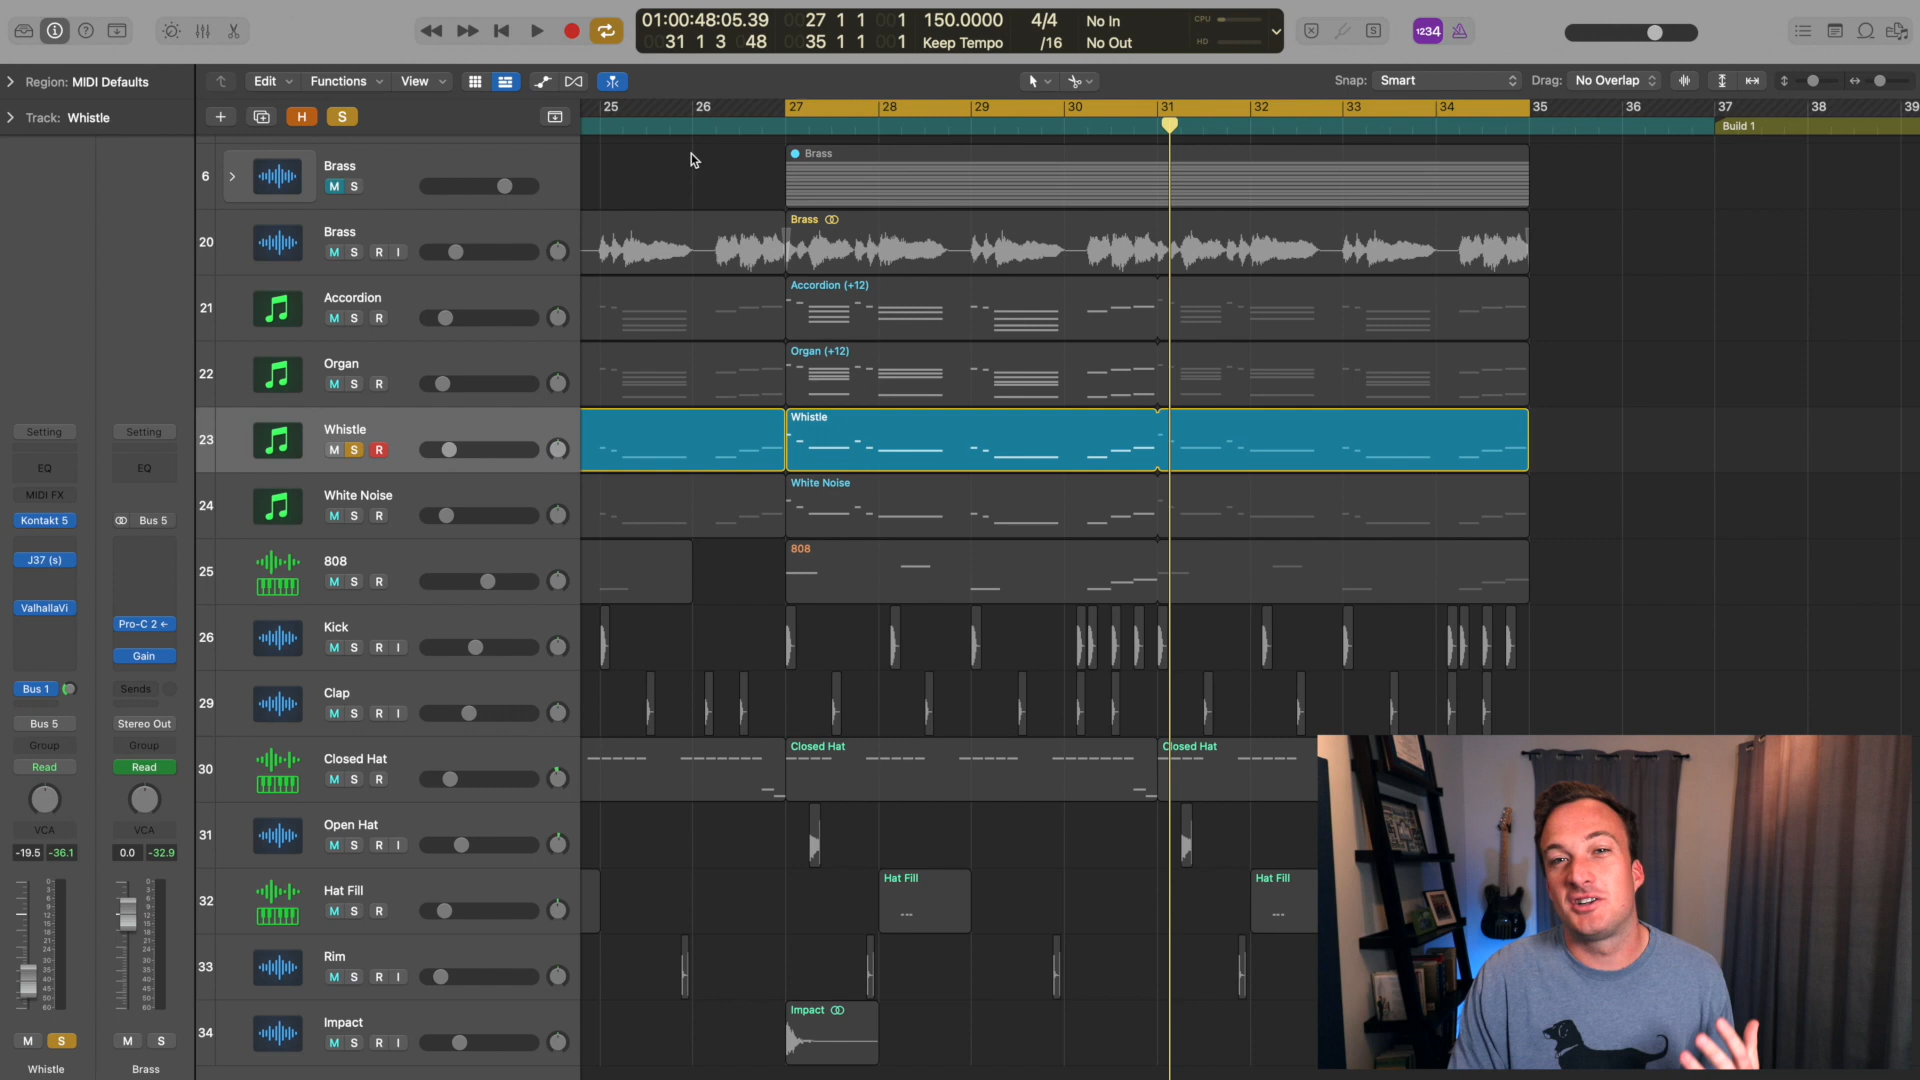 01:00:48:05.39
27 1 1 1
150.0000
4/4
No In
CPU
31 1 3 48
35 1 1 1
Keep Tempo
/16
No Out
HD
1234
Region: MIDI Defaults
Edit
Functions
View
Snap: Smart
Drag: No Overlap
Track: Whistle
H
S
25 26 27 28 29 30 31 32 33 34 35 36 37 38 39
Build 1
6
Brass
M S
Brass
20
Brass
M S R I
Brass
21
Accordion
M S R
Accordion (+12)
22
Organ
M S R
Organ (+12)
23
Whistle
M S R
Whistle
24
White Noise
M S R
White Noise
25
808
M S R
808
26
Kick
M S R I
29
Clap
M S R I
30
Closed Hat
M S R
Closed Hat
Closed Hat
31
Open Hat
M S R I
32
Hat Fill
M S R
Hat Fill
Hat Fill
33
Rim
M S R I
34
Impact
M S R I
Impact
Setting
Setting
EQ
EQ
MIDI FX
Kontakt 5
Bus 5
J37 (s)
ValhallaVi
Pro-C 2
Gain
Bus 1
Sends
Bus 5
Stereo Out
Group
Group
Read
Read
VCA
VCA
-19.5 -36.1
0.0 -32.9
M S
M S
Whistle
Brass